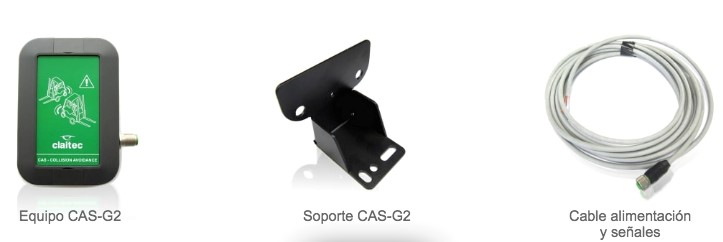 claitec
CAS - COLLISION AVOIDANCE
Equipo CAS-G2
Soporte CAS-G2
Cable alimentación
y señales